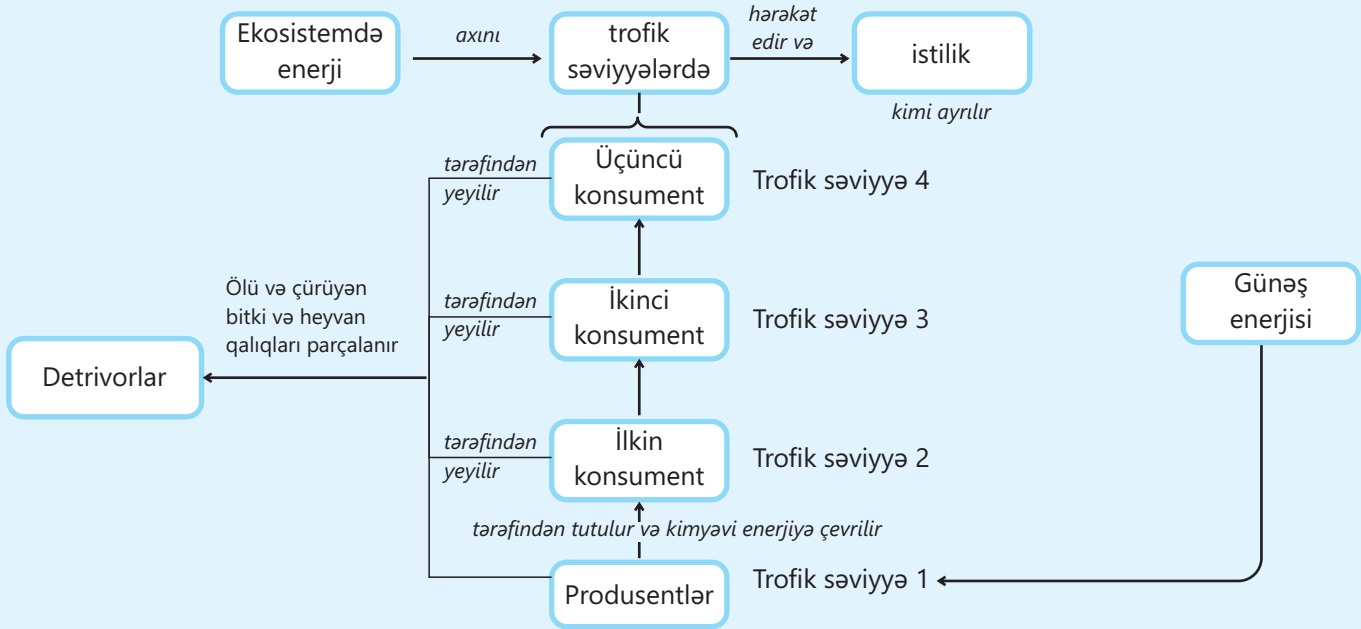 Ekosistemdə
enerji
axını
trofik
səviyyələrdə
hərəkət
edir və
istilik
kimi ayrılır
tərəfindən
yeyilir
Üçüncü
konsument
Trofik səviyyə 4
Ölü və çürüyən
bitki və heyvan
qalıqları parçalanır
Detrivorlar
tərəfindən
yeyilir
İkinci
konsument
Trofik səviyyə 3
Günəş
enerjisi
tərəfindən
yeyilir
İlkin
konsument
Trofik səviyyə 2
tərəfindən tutulur və kimyəvi enerjiyə çevrilir
Produsentlər
Trofik səviyyə 1